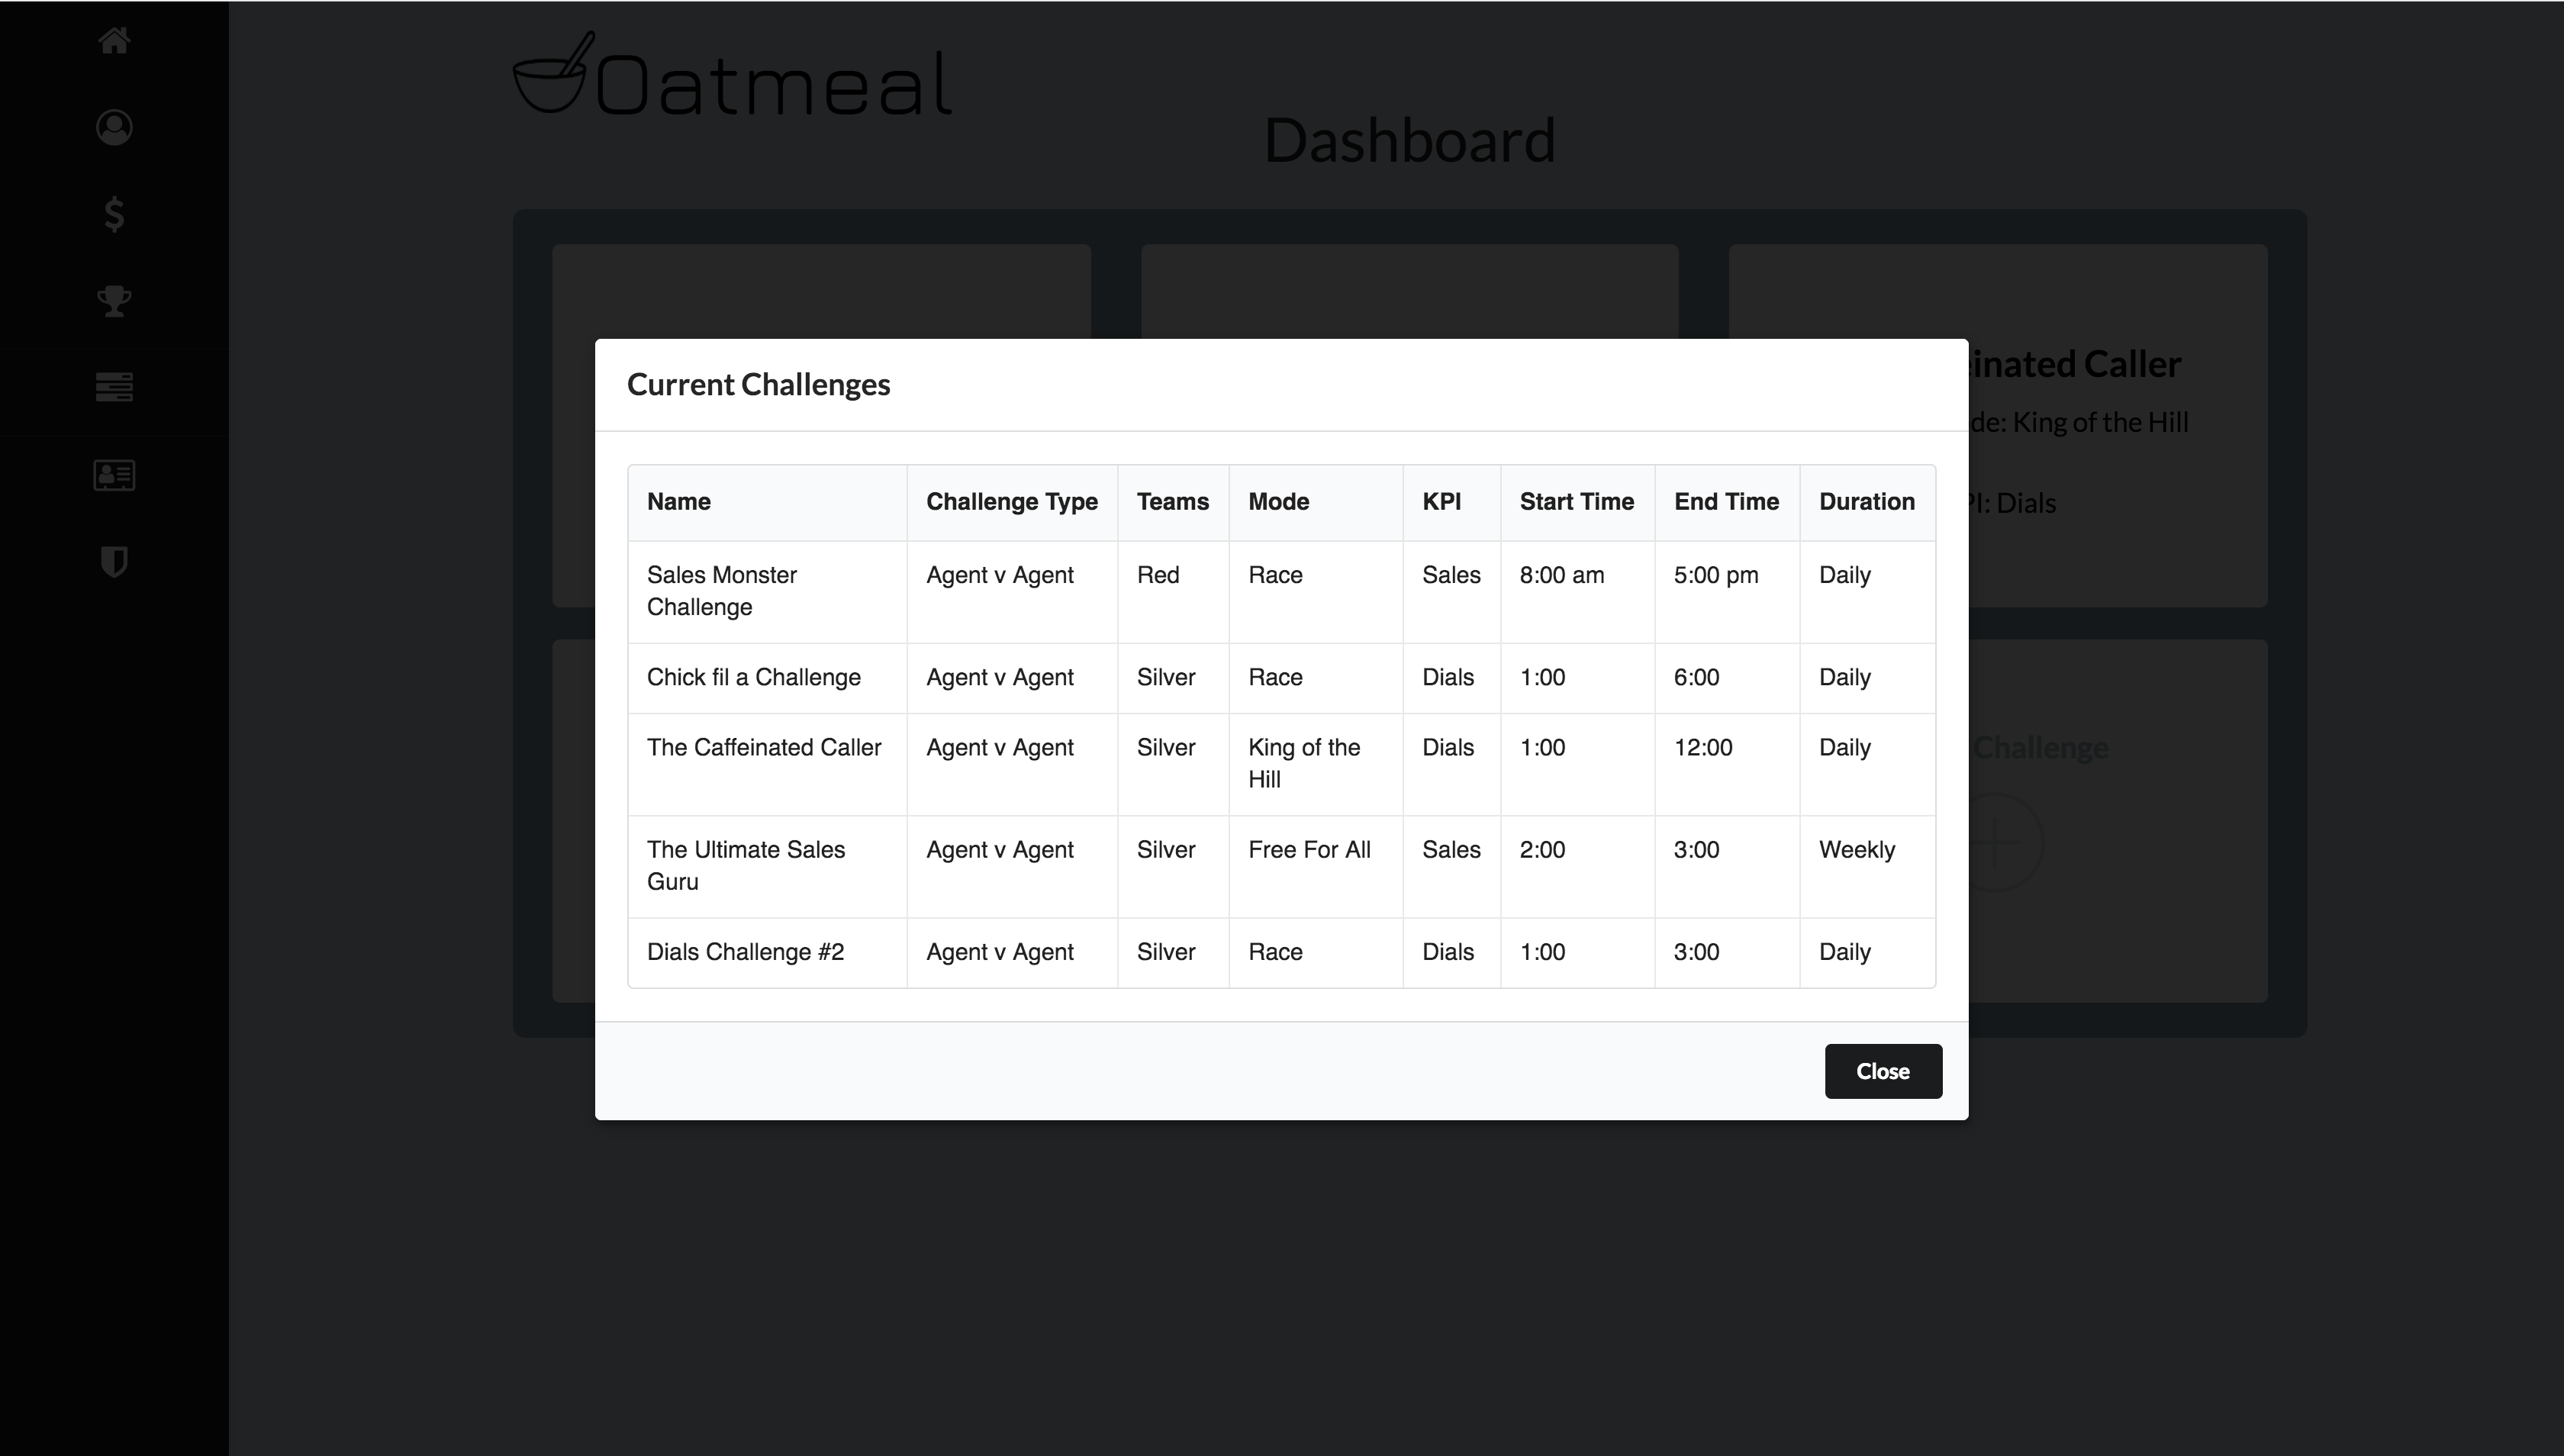 Oatmeal
Dashboard
Current Challenges
Name Challenge Type Teams Mode KPI Start Time End Time Duration
Sales Monster Challenge Agent v Agent Red Race Sales 8:00 am 5:00 pm Daily
Chick fil a Challenge Agent v Agent Silver Race Dials 1:00 6:00 Daily
The Caffeinated Caller Agent v Agent Silver King of the Hill Dials 1:00 12:00 Daily
The Ultimate Sales Guru Agent v Agent Silver Free For All Sales 2:00 3:00 Weekly
Dials Challenge #2 Agent v Agent Silver Race Dials 1:00 3:00 Daily
Close
Caller
King of the Hill
Dials
Challenge